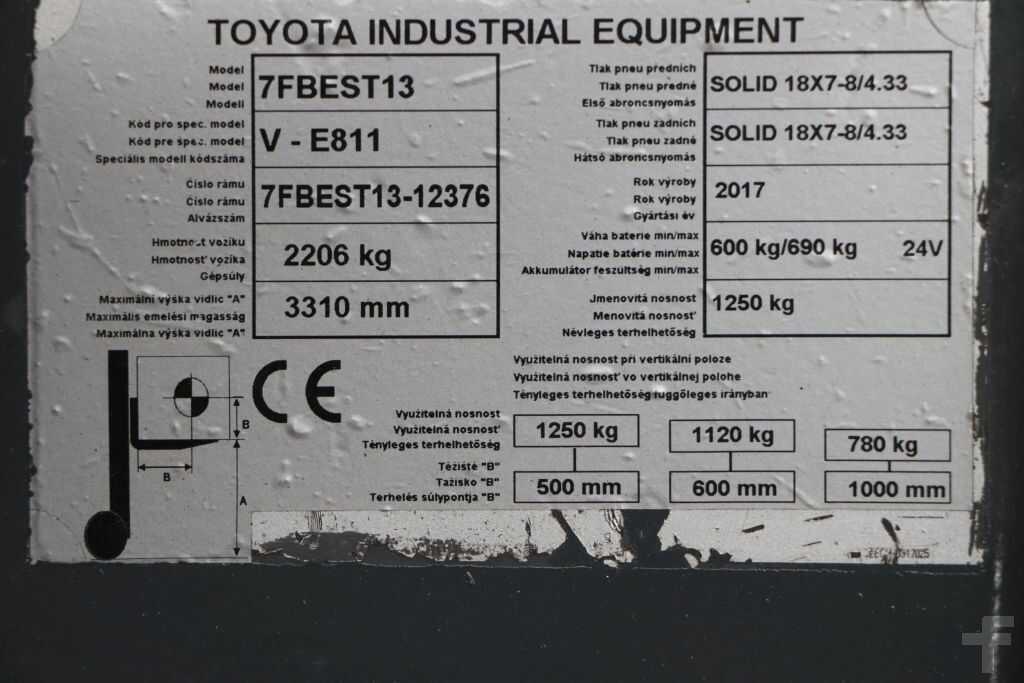 TOYOTA INDUSTRIAL EQUIPMENT
Model
Model
Modell
7FBEST13
Kód pro spec. model
Kód pre spec. model
Speciális modell kódszáma
V - E811
Číslo rámu
Číslo rámu
Alvázszám
7FBEST13-12376
Hmotnost vozíku
Hmotnosť vozíka
Gépsúly
2206 kg
Maximální výška vidlic "A"
Maximális emelési magasság
Maximálna výška vidlic "A"
3310 mm
Tlak pneu předních
Tlak pneu predné
Első abroncsnyomás
SOLID 18X7-8/4.33
Tlak pneu zadních
Tlak pneu zadné
Hátsó abroncsnyomás
SOLID 18X7-8/4.33
Rok výroby
Rok výroby
Gyártási év
2017
Váha baterie min/max
Napatie batérie min/max
Akkumulátor feszültség min/max
600 kg/690 kg 24V
Jmenovitá nosnost
Menovitá nosnosť
Névleges terhelhetőség
1250 kg
B
B
A
CE
Využitelná nosnost při vertikální poloze
Využitelná nosnosť vo vertikálnej polohe
Tényleges terhelhetőség függőleges irányban
Využitelná nosnost
Využitelná nosnosť
Tényleges terhelhetőség
1250 kg 1120 kg 780 kg
Těžiště "B"
Tažisko "B"
Terhelés súlypontja "B"
500 mm 600 mm 1000 mm
f